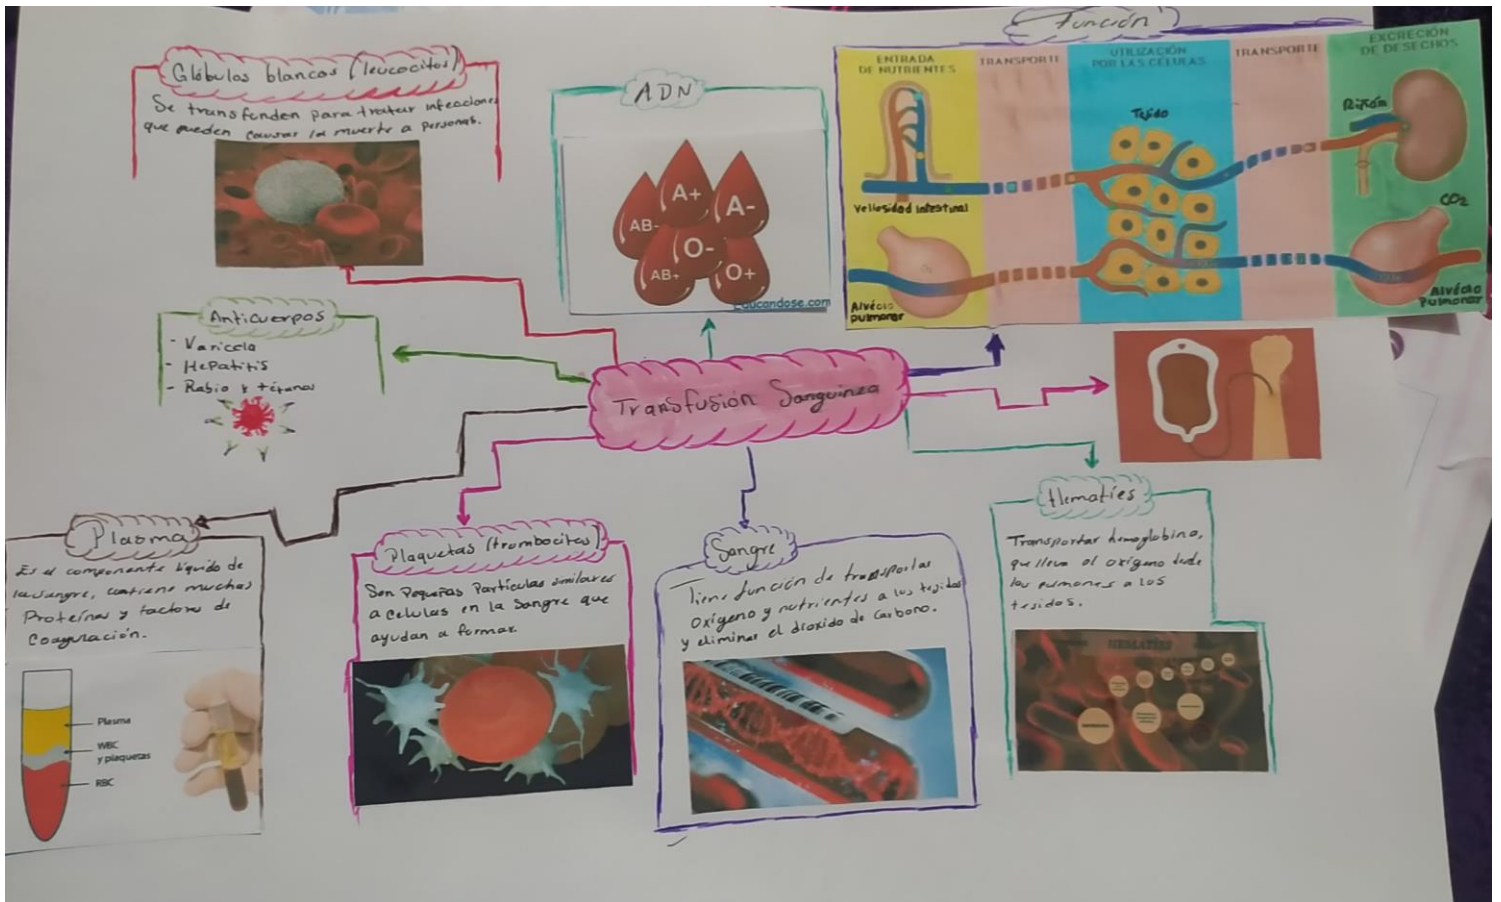 Función
Glóbulos blancos (leucocitos)
Se transfunden para tratar infecciones
que pueden causar la muerte a personas.
ADN
A+
A-
AB-
O-
AB+
O+
educandose.com
ENTRADA
DE NUTRIENTES
TRANSPORTE
UTILIZACIÓN
POR LAS CÉLULAS
TRANSPORTE
EXCRECIÓN
DE DESECHOS
Tejido
Riñón
Vellosidad intestinal
CO2
Alvéolo
pulmonar
Alvéolo
Pulmonar
Anticuerpos
- Varicela
- Hepatitis
- Rabia y tétanos
Transfusión Sanguínea
Plasma
Es el componente líquido de
la sangre, contiene muchas
Proteínas y factores de
Coagulación.
Plasma
WBC
y plaquetas
RBC
Plaquetas (trombocitos)
Son Pequeñas Partículas similares
a celulas en la sangre que
ayudan a formar.
Sangre
Tiene función de transportar
oxígeno y nutrientes a los tejidos
y eliminar el dioxido de carbono.
Hematíes
Transportar hemoglobina,
que lleva el oxígeno desde
los pulmones a los
tejidos.
HEMATÍES